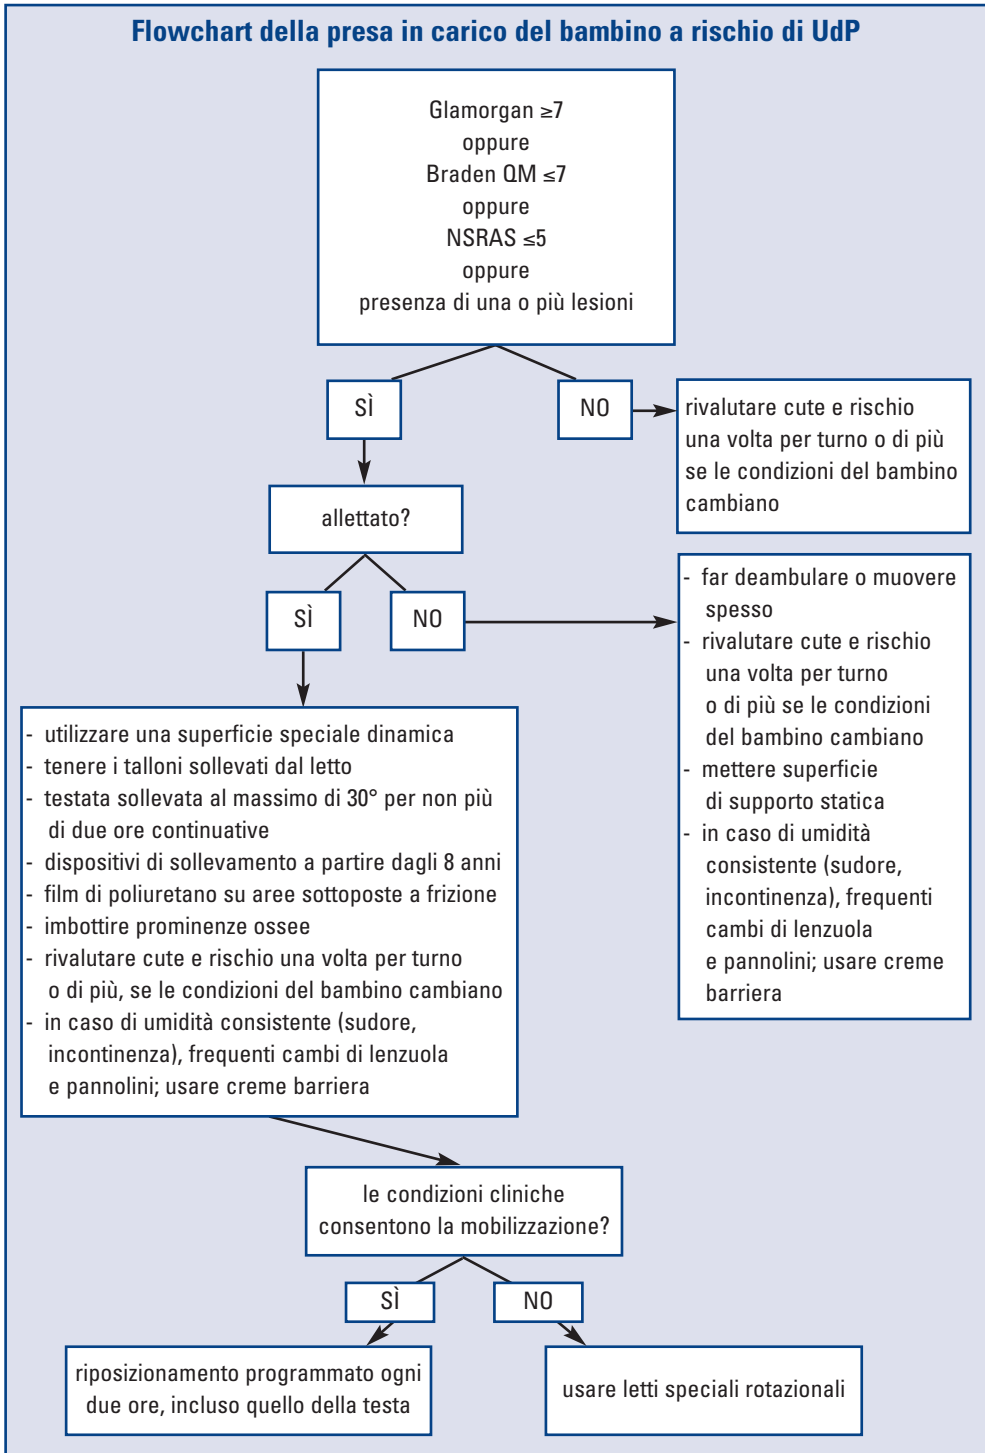 Flowchart della presa in carico del bambino a rischio di UdP
Glamorgan ≥7
oppure
Braden QM ≤7
oppure
NSRAS ≤5
oppure
presenza di una o più lesioni
SÌ
NO
rivalutare cute e rischio
una volta per turno o di più
se le condizioni del bambino
cambiano
allettato?
SÌ
NO
- far deambulare o muovere
spesso
- rivalutare cute e rischio
una volta per turno
o di più se le condizioni
del bambino cambiano
- mettere superficie
di supporto statica
- in caso di umidità
consistente (sudore,
incontinenza), frequenti
cambi di lenzuola
e pannolini; usare creme
barriera
- utilizzare una superficie speciale dinamica
- tenere i talloni sollevati dal letto
- testata sollevata al massimo di 30° per non più
di due ore continuative
- dispositivi di sollevamento a partire dagli 8 anni
- film di poliuretano su aree sottoposte a frizione
- imbottire prominenze ossee
- rivalutare cute e rischio una volta per turno
o di più, se le condizioni del bambino cambiano
- in caso di umidità consistente (sudore,
incontinenza), frequenti cambi di lenzuola
e pannolini; usare creme barriera
le condizioni cliniche
consentono la mobilizzazione?
SÌ
NO
riposizionamento programmato ogni
due ore, incluso quello della testa
usare letti speciali rotazionali